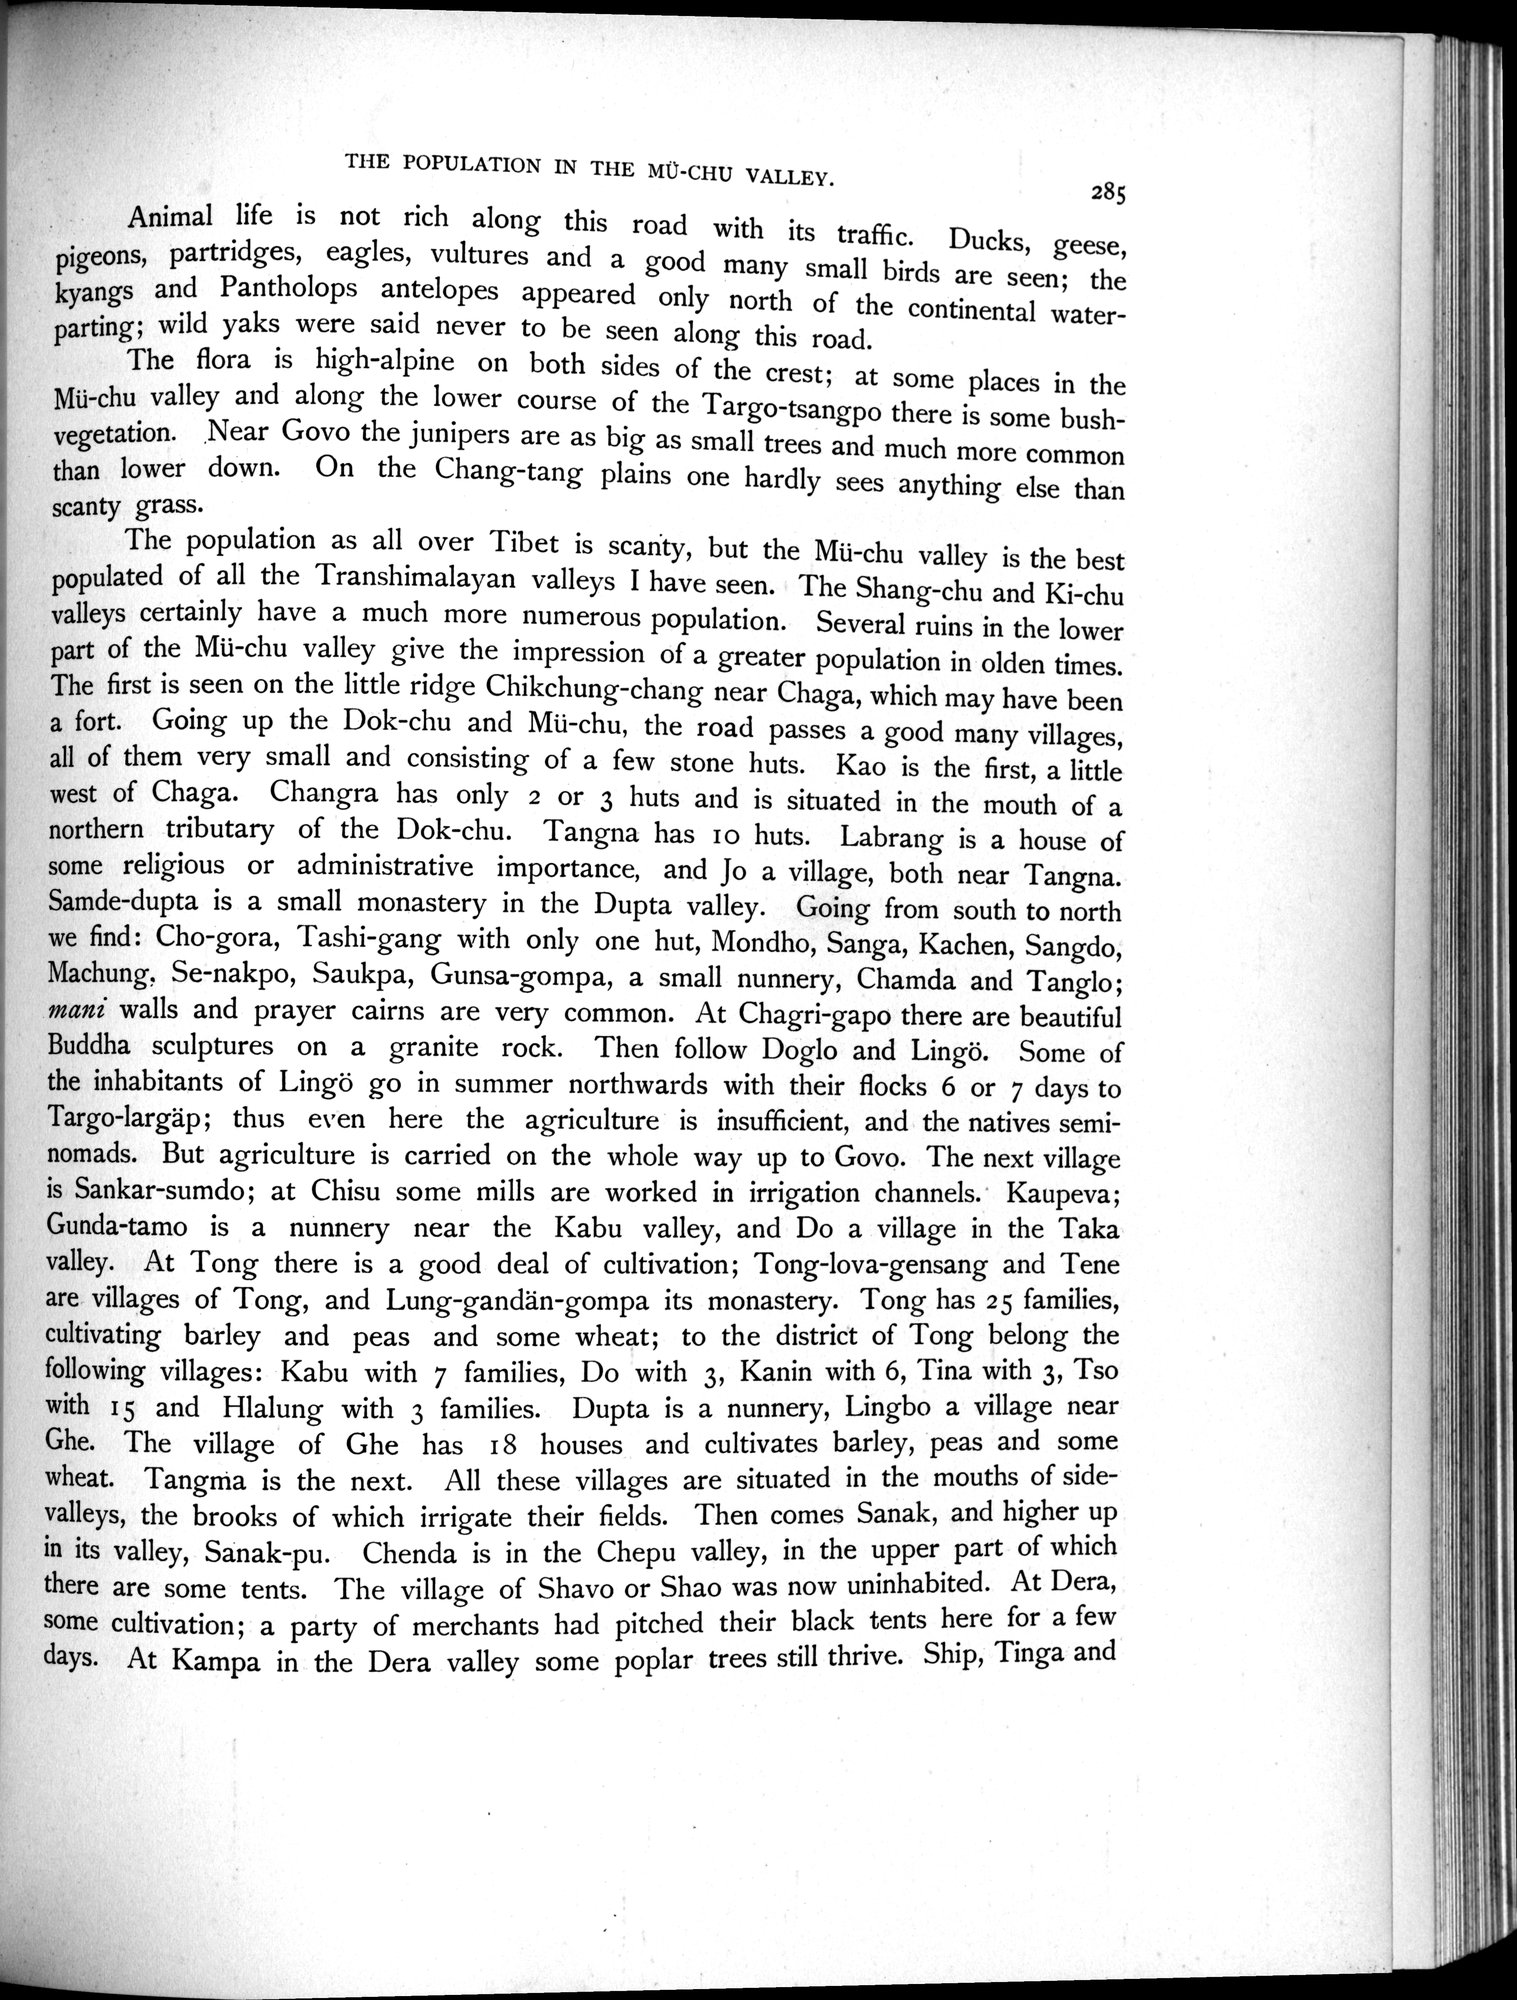 THE POPULATION IN THE MÜ-CHU VALLEY.
285
Animal life is not rich along this road with its traffic. Ducks, geese,
pigeons, partridges, eagles, vultures and a good many small birds are seen; the
kyangs and Pantholops antelopes appeared only north of the continental water-
parting; wild yaks were said never to be seen along this road.
The flora is high-alpine on both sides of the crest; at some places in the
Mü-chu valley and along the lower course of the Targo-tsangpo there is some bush-
vegetation. Near Govo the junipers are as big as small trees and much more common
than lower down. On the Chang-tang plains one hardly sees anything else than
scanty grass.
The population as all over Tibet is scanty, but the Mü-chu valley is the best
populated of all the Transhimalayan valleys I have seen. The Shang-chu and Ki-chu
valleys certainly have a much more numerous population. Several ruins in the lower
part of the Mü-chu valley give the impression of a greater population in olden times.
The first is seen on the little ridge Chikchung-chang near Chaga, which may have been
a fort. Going up the Dok-chu and Mü-chu, the road passes a good many villages,
all of them very small and consisting of a few stone huts. Kao is the first, a little
west of Chaga. Changra has only 2 or 3 huts and is situated in the mouth of a
northern tributary of the Dok-chu. Tangna has 10 huts. Labrang is a house of
some religious or administrative importance, and Jo a village, both near Tangna.
Samde-dupta is a small monastery in the Dupta valley. Going from south to north
we find: Cho-gora, Tashi-gang with only one hut, Mondho, Sanga, Kachen, Sangdo,
Machung, Se-nakpo, Saukpa, Gunsa-gompa, a small nunnery, Chamda and Tanglo;
mani walls and prayer cairns are very common. At Chagri-gapo there are beautiful
Buddha sculptures on a granite rock. Then follow Doglo and Lingö. Some of
the inhabitants of Lingö go in summer northwards with their flocks 6 or 7 days to
Targo-largäp; thus even here the agriculture is insufficient, and the natives semi-
nomads. But agriculture is carried on the whole way up to Govo. The next village
is Sankar-sumdo; at Chisu some mills are worked in irrigation channels. Kaupeva;
Gunda-tamo is a nunnery near the Kabu valley, and Do a village in the Taka
valley. At Tong there is a good deal of cultivation; Tong-lova-gensang and Tene
are villages of Tong, and Lung-gandän-gompa its monastery. Tong has 25 families,
cultivating barley and peas and some wheat; to the district of Tong belong the
following villages: Kabu with 7 families, Do with 3, Kanin with 6, Tina with 3, Tso
with 15 and Hlalung with 3 families. Dupta is a nunnery, Lingbo a village near
Ghe. The village of Ghe has 18 houses and cultivates barley, peas and some
wheat. Tangma is the next. All these villages are situated in the mouths of side-
valleys, the brooks of which irrigate their fields. Then comes Sanak, and higher up
in its valley, Sanak-pu. Chenda is in the Chepu valley, in the upper part of which
there are some tents. The village of Shavo or Shao was now uninhabited. At Dera,
some cultivation; a party of merchants had pitched their black tents here for a few
days. At Kampa in the Dera valley some poplar trees still thrive. Ship, Tinga and